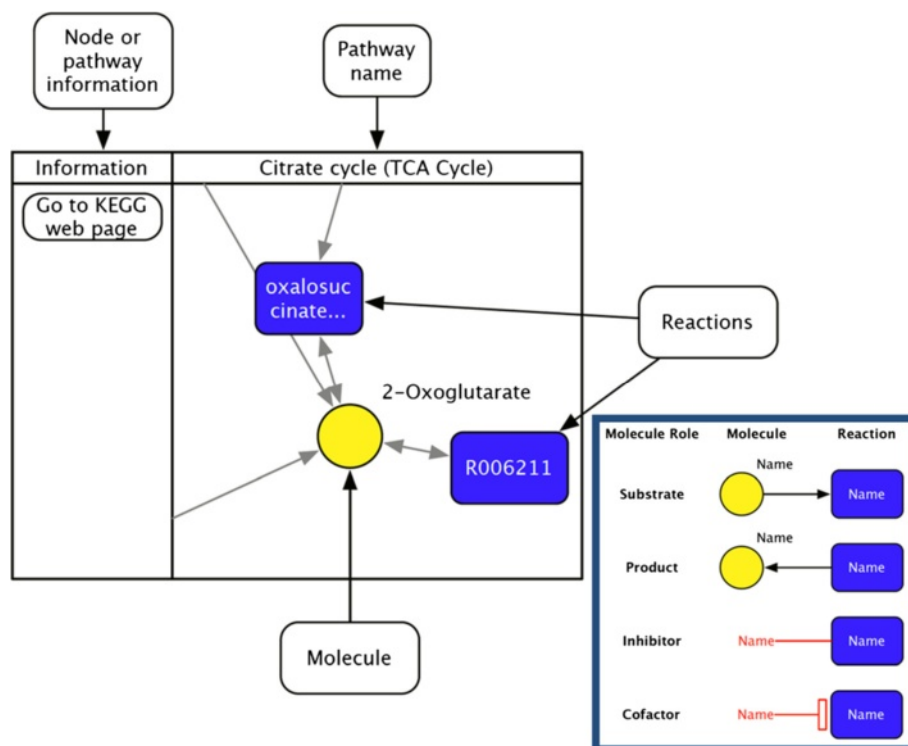 Node or
pathway
information
Pathway
name
Information
Citrate cycle (TCA Cycle)
Go to KEGG
web page
oxalosuc
cinate...
Reactions
2-Oxoglutarate
R006211
Molecule
Molecule Role
Molecule
Reaction
Substrate
Name
Name
Product
Name
Name
Inhibitor
Name
Name
Cofactor
Name
Name